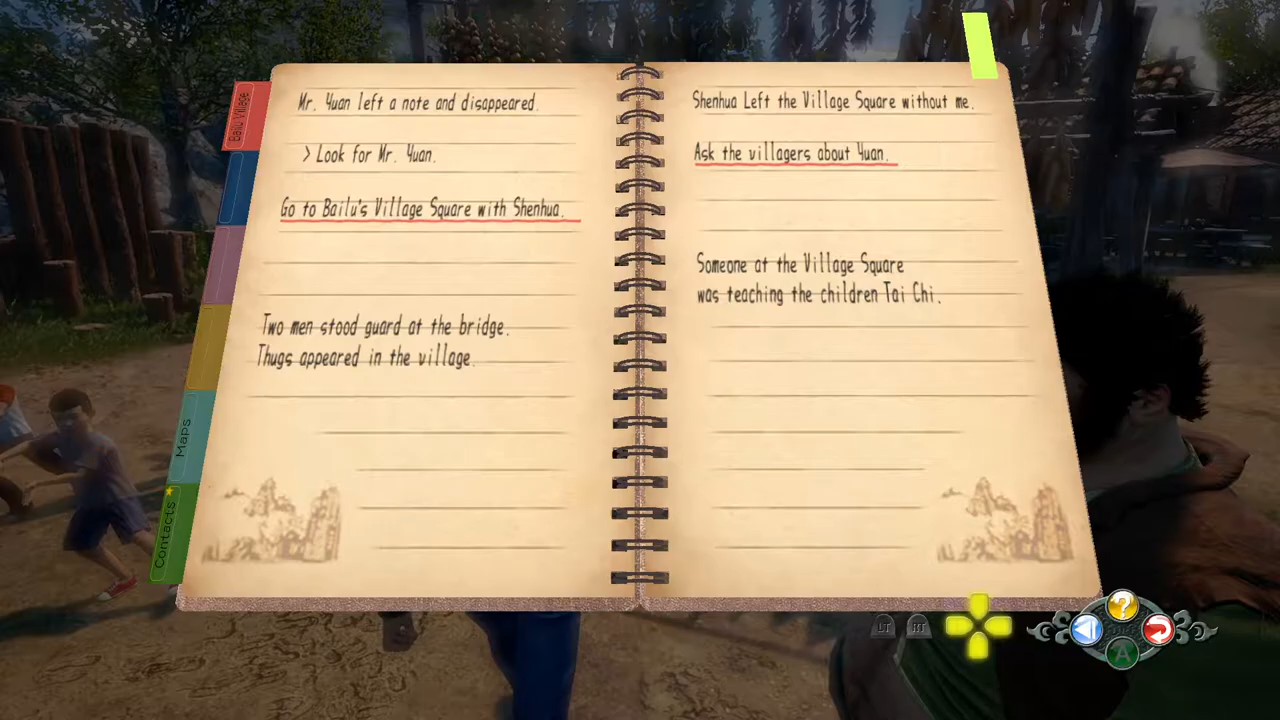 Bailu Village
Maps
Contacts
Mr. Yuan left a note and disappeared.
> Look for Mr. Yuan.
Go to Bailu's Village Square with Shenhua.
Two men stood guard at the bridge.
Thugs appeared in the village.
Shenhua Left the Village Square without me.
Ask the villagers about Yuan.
Someone at the Village Square
was teaching the children Tai Chi.
LT RT
?
A